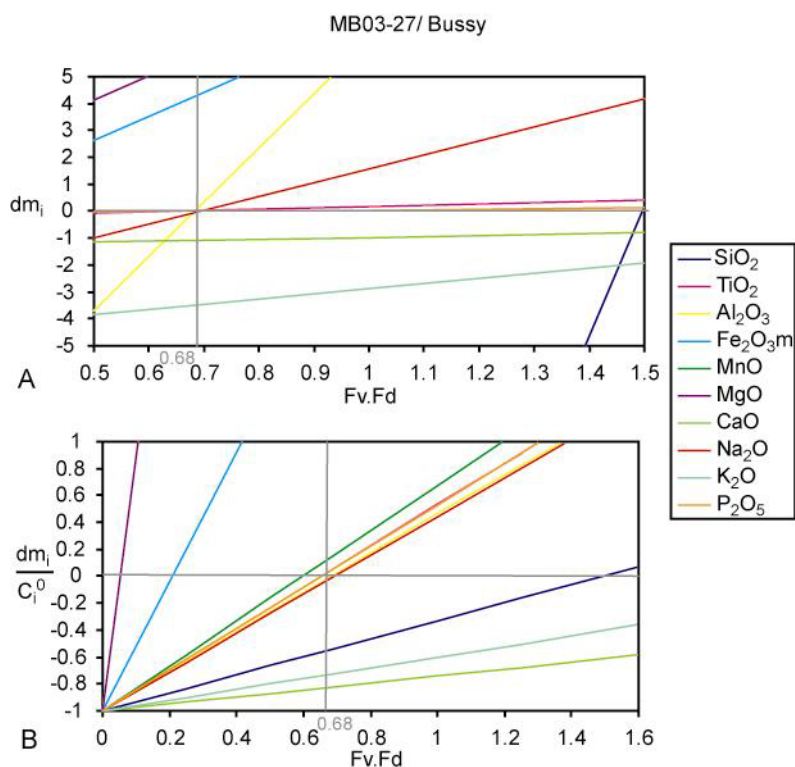 MB03-27/ Bussy
5
4
3
2
1
dmᵢ 0
-1
-2
-3
-4
-5
0.5 0.6 0.68 0.7 0.8 0.9 1 1.1 1.2 1.3 1.4 1.5
A
Fv.Fd
SiO₂
TiO₂
Al₂O₃
Fe₂O₃m
MnO
MgO
CaO
Na₂O
K₂O
P₂O₅
1
0.8
0.6
0.4
0.2
dmᵢ
0
Cᵢ⁰
-0.2
-0.4
-0.6
-0.8
-1
0 0.2 0.4 0.6 0.68 0.8 1 1.2 1.4 1.6
B
Fv.Fd